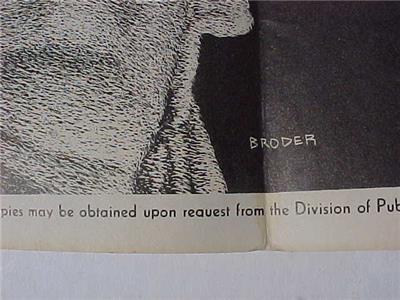 BRODER
pies may be obtained upon request from the Division of Pub